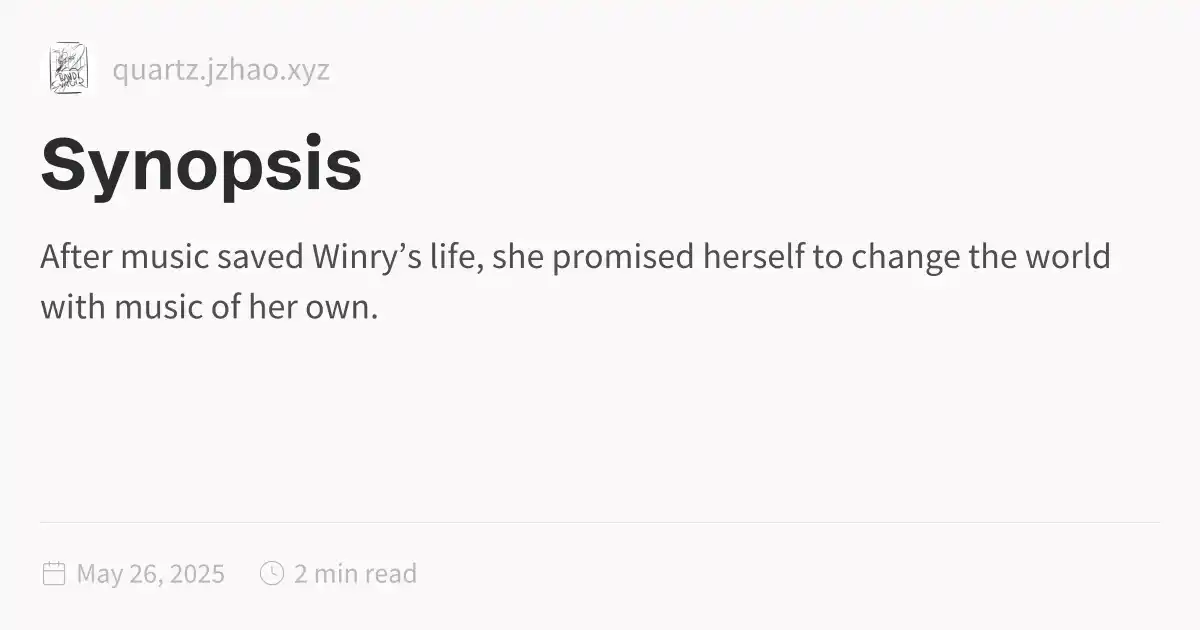 quartz.jzhao.xyz
Synopsis
After music saved Winry’s life, she promised herself to change the world
with music of her own.
May 26, 2025
2 min read